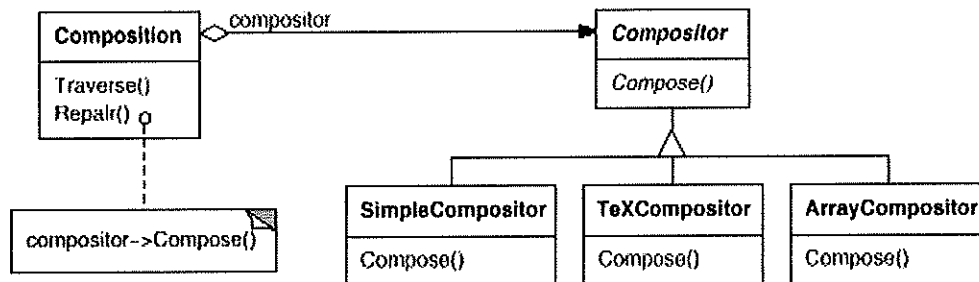 Composition
compositor
Compositor
Traverse()
Repair()
Compose()
compositor->Compose()
SimpleCompositor
TeXCompositor
ArrayCompositor
Compose()
Compose()
Compose()